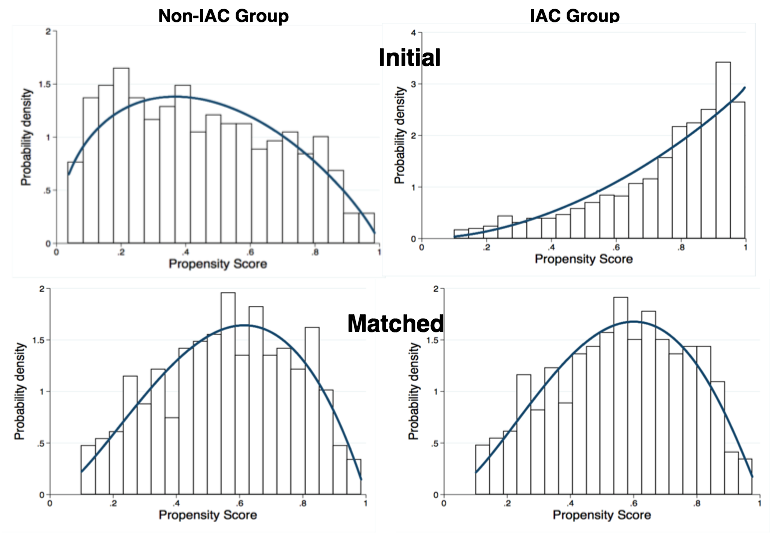 Non-IAC Group
IAC Group
Initial
Probability density
2
1.5
1
.5
0
0 .2 .4 .6 .8 1
Propensity Score
Probability density
4
3
2
1
0
0 .2 .4 .6 .8 1
Propensity Score
Matched
Probability density
2
1.5
1
.5
0
0 .2 .4 .6 .8 1
Propensity Score
Probability density
2
1.5
1
.5
0
0 .2 .4 .6 .8 1
Propensity Score